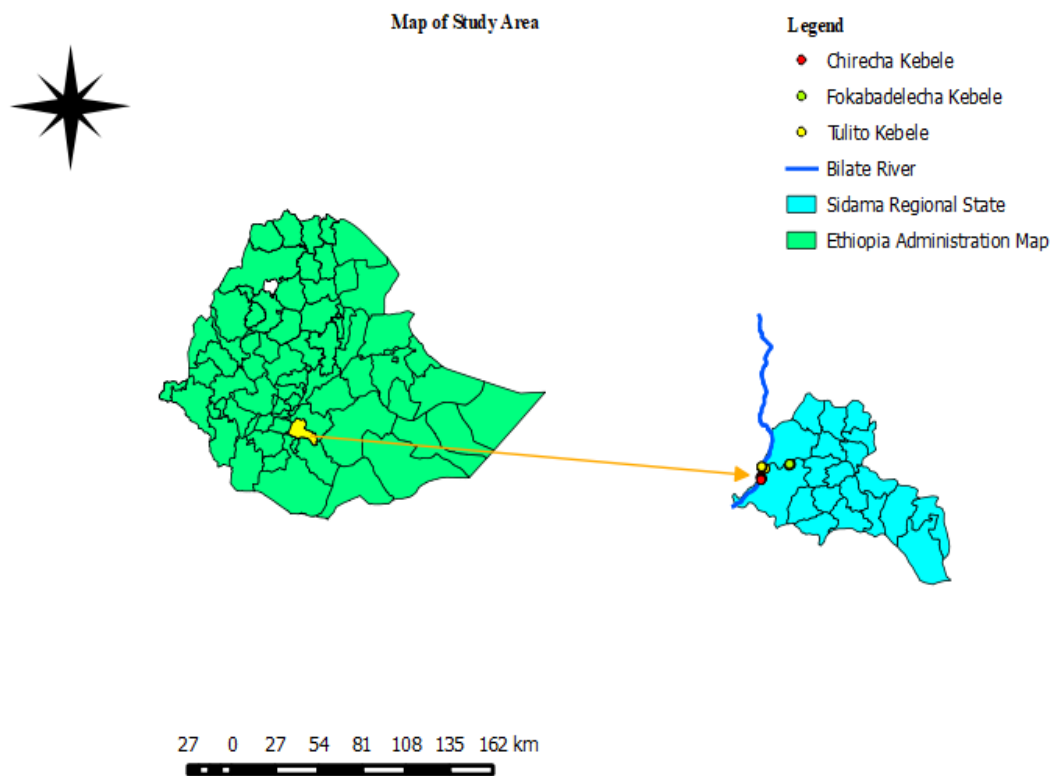 Map of Study Area
Legend
Chirecha Kebele
Fokabadelecha Kebele
Tulito Kebele
Bilate River
Sidama Regional State
Ethiopia Administration Map
27 0 27 54 81 108 135 162 km